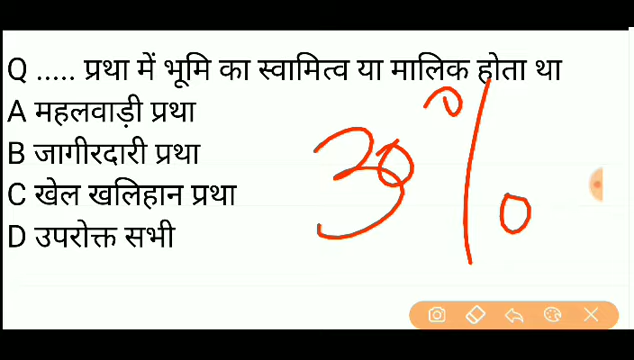 Q ..... प्रथा में भूमि का स्वामित्व या मालिक होता था
A महलवाड़ी प्रथा
B जागीरदारी प्रथा
C खेल खलिहान प्रथा
D उपरोक्त सभी
30%